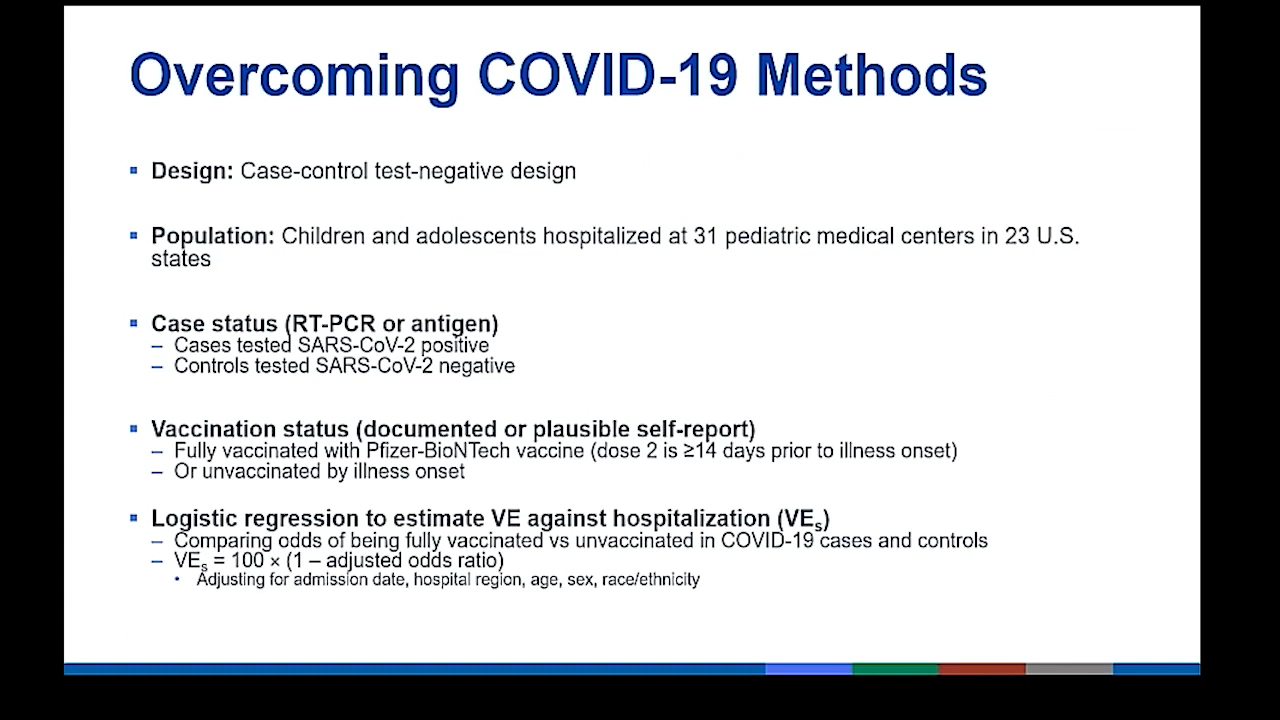 Overcoming COVID-19 Methods
▪ Design: Case-control test-negative design
▪ Population: Children and adolescents hospitalized at 31 pediatric medical centers in 23 U.S.
states
▪ Case status (RT-PCR or antigen)
– Cases tested SARS-CoV-2 positive
– Controls tested SARS-CoV-2 negative
▪ Vaccination status (documented or plausible self-report)
– Fully vaccinated with Pfizer-BioNTech vaccine (dose 2 is ≥14 days prior to illness onset)
– Or unvaccinated by illness onset
▪ Logistic regression to estimate VE against hospitalization (VEs)
– Comparing odds of being fully vaccinated vs unvaccinated in COVID-19 cases and controls
– VEs = 100 × (1 – adjusted odds ratio)
• Adjusting for admission date, hospital region, age, sex, race/ethnicity